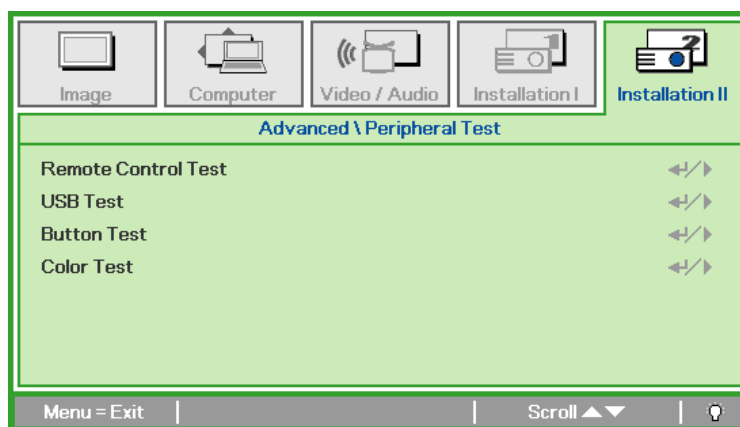 Image Computer Video / Audio Installation I Installation II
Advanced \ Peripheral Test
Remote Control Test
USB Test
Button Test
Color Test
Menu = Exit Scroll ▲▼